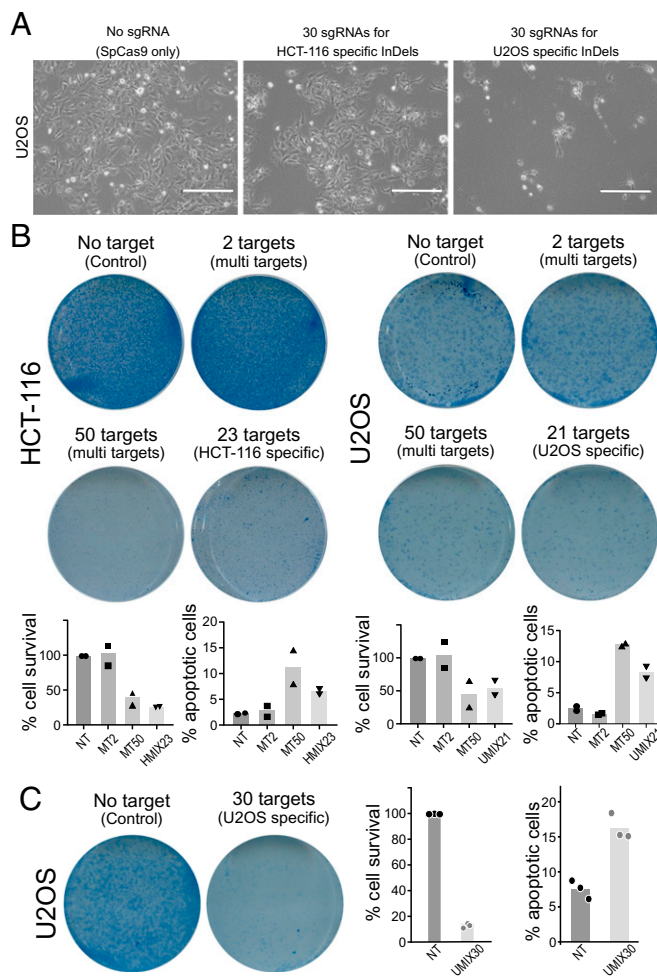 A
No sgRNA
(SpCas9 only)
30 sgRNAs for
HCT-116 specific InDels
30 sgRNAs for
U2OS specific InDels
U2OS
B
No target
(Control)
2 targets
(multi targets)
No target
(Control)
2 targets
(multi targets)
HCT-116
50 targets
(multi targets)
23 targets
(HCT-116 specific)
U2OS
50 targets
(multi targets)
21 targets
(U2OS specific)
% cell survival
100
50
0
NT
MT2
MT50
HMIX23
% apoptotic cells
20
15
10
5
0
NT
MT2
MT50
HMIX23
% cell survival
100
50
0
NT
MT2
MT50
UMIX21
% apoptotic cells
15
10
5
0
NT
MT2
MT50
UMIX21
C
No target
(Control)
30 targets
(U2OS specific)
U2OS
% cell survival
100
80
60
40
20
0
NT
UMIX30
% apoptotic cells
15
10
5
0
NT
UMIX30